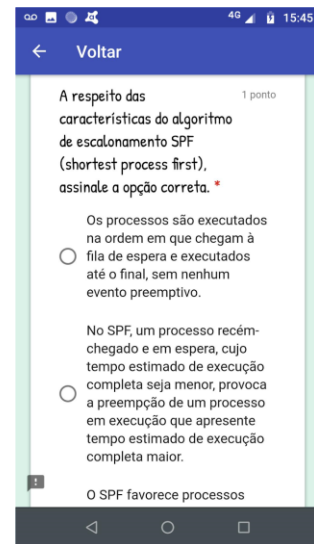 4G 15:45
Voltar
A respeito das 1 ponto
características do algoritmo
de escalonamento SPF
(shortest process first),
assinale a opção correta. *
Os processos são executados
na ordem em que chegam à
fila de espera e executados
até o final, sem nenhum
evento preemptivo.
No SPF, um processo recém-
chegado e em espera, cujo
tempo estimado de execução
completa seja menor, provoca
a preempção de um processo
em execução que apresente
tempo estimado de execução
completa maior.
O SPF favorece processos